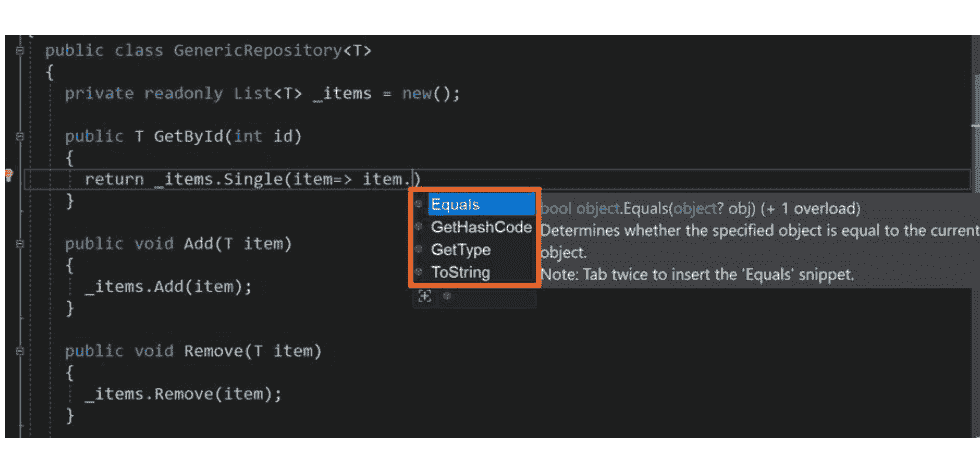 public class GenericRepository<T>
{
private readonly List<T> _items = new();
public T GetById(int id)
{
return _items.Single(item=> item.)
}
Equals
GetHashCode
GetType
ToString
bool object.Equals(object? obj) (+ 1 overload)
Determines whether the specified object is equal to the current
object.
Note: Tab twice to insert the 'Equals' snippet.
public void Add(T item)
{
_items.Add(item);
}
public void Remove(T item)
{
_items.Remove(item);
}